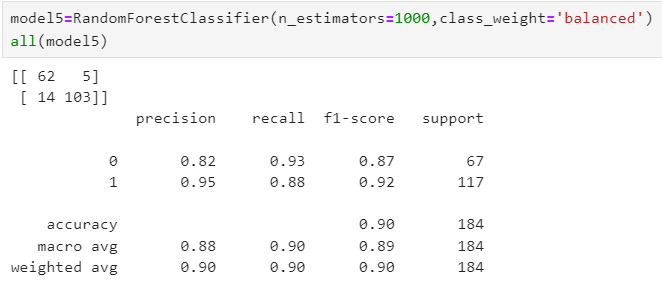 model5=RandomForestClassifier(n_estimators=1000,class_weight='balanced')
all(model5)
[[ 62   5]
 [ 14 103]]
              precision    recall  f1-score   support

           0       0.82      0.93      0.87        67
           1       0.95      0.88      0.92       117

    accuracy                           0.90       184
   macro avg       0.88      0.90      0.89       184
weighted avg       0.90      0.90      0.90       184